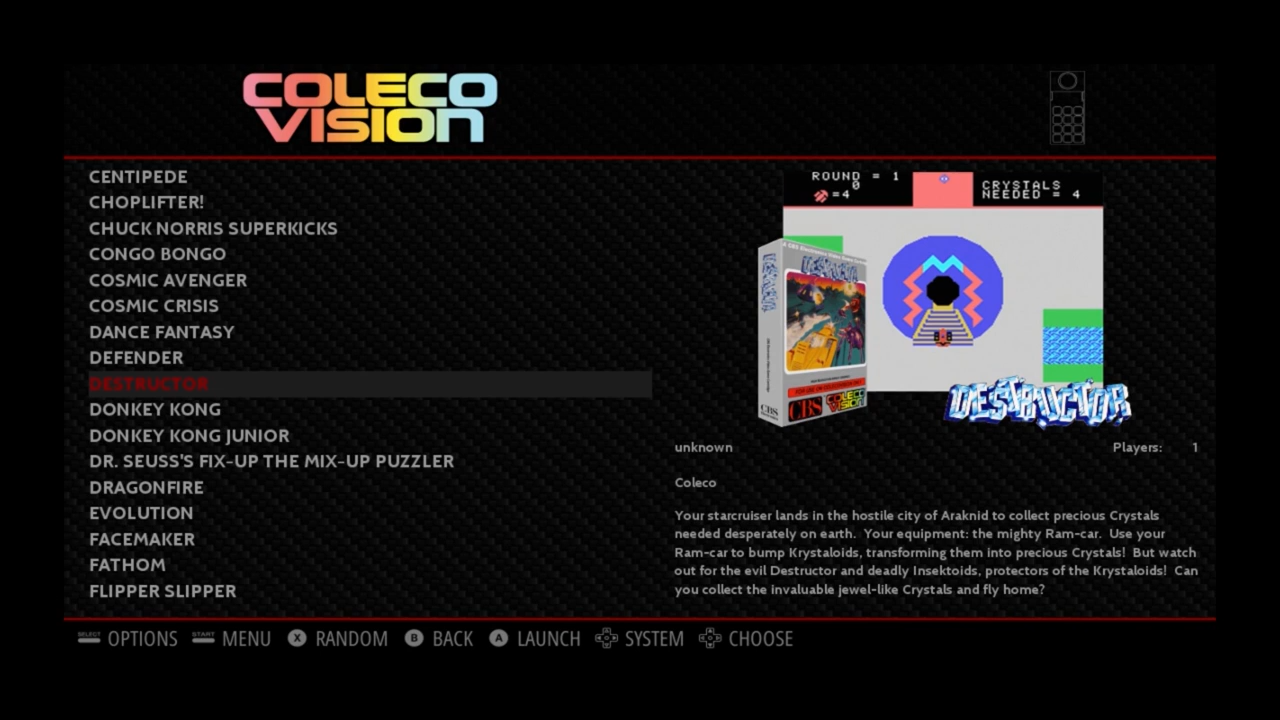 COLECO
VISION
CENTIPEDE
CHOPLIFTER!
CHUCK NORRIS SUPERKICKS
CONGO BONGO
COSMIC AVENGER
COSMIC CRISIS
DANCE FANTASY
DEFENDER
DESTRUCTOR
DONKEY KONG
DONKEY KONG JUNIOR
DR. SEUSS'S FIX-UP THE MIX-UP PUZZLER
DRAGONFIRE
EVOLUTION
FACEMAKER
FATHOM
FLIPPER SLIPPER
ROUND = 1
0
=4
CRYSTALS
NEEDED = 4
DESTRUCTOR
DESTRUCTOR
CBS
CBS
COLECO
VISION
DESTRUCTOR
unknown
Players: 1
Coleco
Your starcruiser lands in the hostile city of Araknid to collect precious Crystals
needed desperately on earth. Your equipment: the mighty Ram-car. Use your
Ram-car to bump Krystaloids, transforming them into precious Crystals! But watch
out for the evil Destructor and deadly Insektoids, protectors of the Krystaloids! Can
you collect the invaluable jewel-like Crystals and fly home?
SELECT OPTIONS START MENU X RANDOM B BACK A LAUNCH SYSTEM CHOOSE